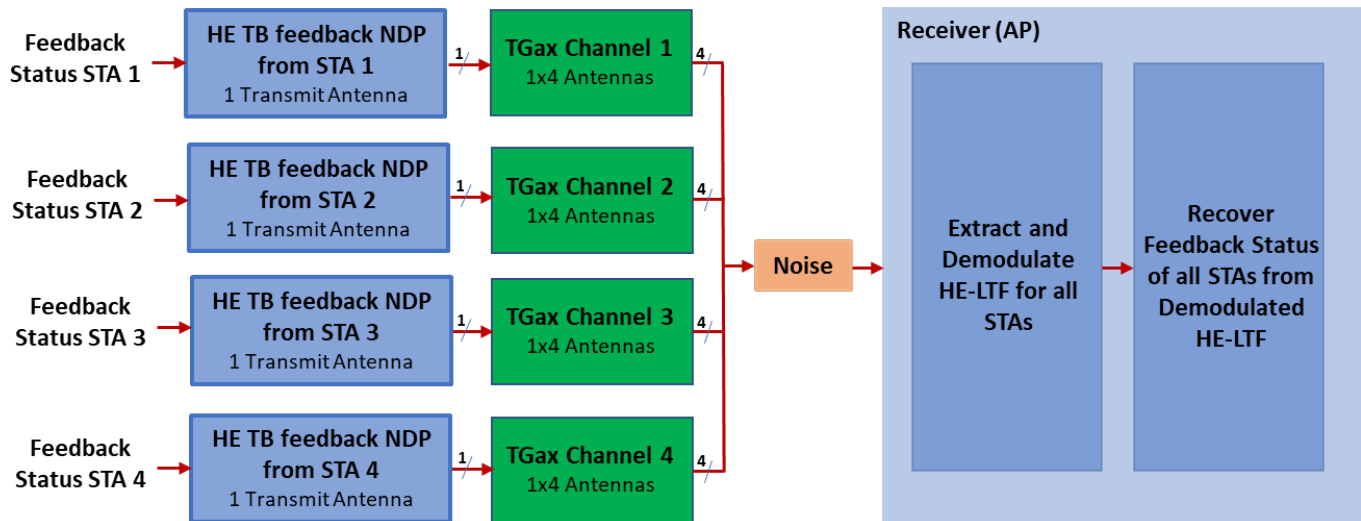 Feedback
Status STA 1
HE TB feedback NDP
from STA 1
1 Transmit Antenna
1
TGax Channel 1
1x4 Antennas
4
Feedback
Status STA 2
HE TB feedback NDP
from STA 2
1 Transmit Antenna
1
TGax Channel 2
1x4 Antennas
4
Feedback
Status STA 3
HE TB feedback NDP
from STA 3
1 Transmit Antenna
1
TGax Channel 3
1x4 Antennas
4
Feedback
Status STA 4
HE TB feedback NDP
from STA 4
1 Transmit Antenna
1
TGax Channel 4
1x4 Antennas
4
Noise
Receiver (AP)
Extract and
Demodulate
HE-LTF for all
STAs
Recover
Feedback Status
of all STAs from
Demodulated
HE-LTF